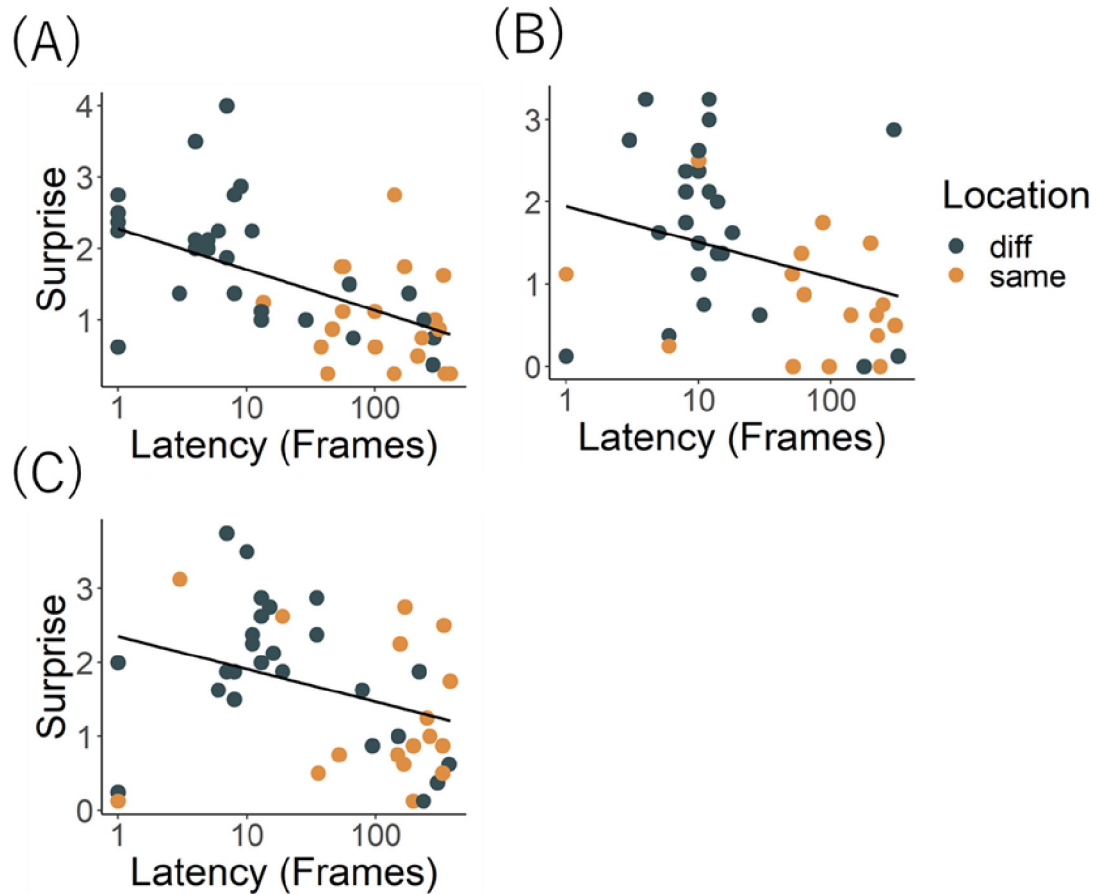 (A)
4
3
2
1
Surprise
1
10
100
Latency (Frames)
(B)
3
2
1
0
1
10
100
Latency (Frames)
Location
diff
same
(C)
3
2
1
0
Surprise
1
10
100
Latency (Frames)